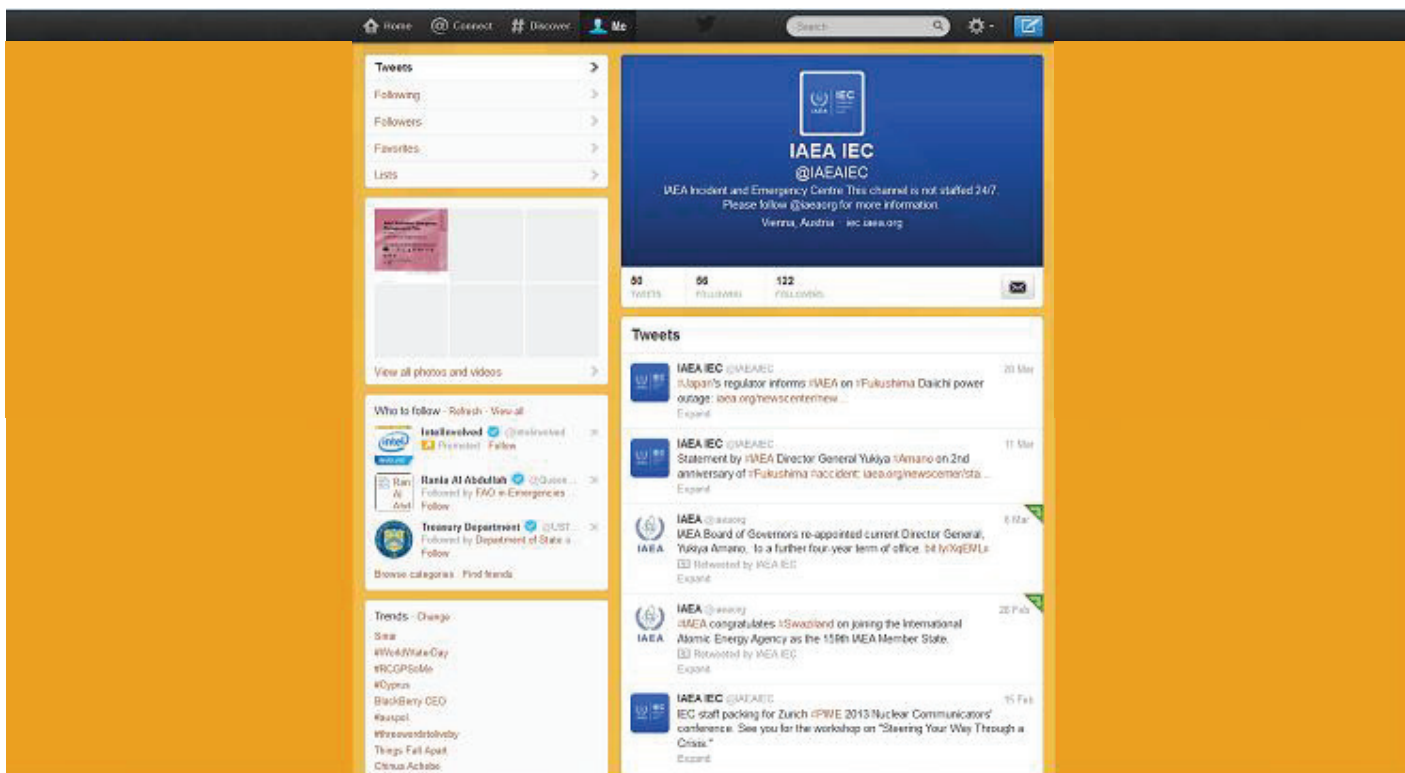 Home
Connect
# Discover
Me
Search
Tweets
Following
Followers
Favorites
Lists
View all photos and videos
Who to follow · Refresh · View all
IntelInvolved @intelinvolved
Promoted · Follow
Rania Al Abdullah @Queen...
Followed by FAO in Emergencies ...
Follow
Treasury Department @UST...
Followed by Department of State a...
Follow
Browse categories · Find friends
Trends · Change
#WorldWaterDay
#RCGPSoMe
#Cyprus
BlackBerry CEO
#auspol
#threewordstoliveby
Things Fall Apart
Chinua Achebe
IAEA IEC
IAEA
IEC
@IAEAIEC
IAEA Incident and Emergency Centre This channel is not staffed 24/7.
Please follow @iaeaorg for more information
Vienna, Austria · iec.iaea.org
TWEETS
FOLLOWING
122
FOLLOWERS
Tweets
IAEA IEC @IAEAIEC 20 Mar
#Japan's regulator informs #IAEA on #Fukushima Daiichi power
outage: iaea.org/newscenter/new...
Expand
IAEA IEC @IAEAIEC 11 Mar
Statement by #IAEA Director General Yukiya #Amano on 2nd
anniversary of #Fukushima #accident: iaea.org/newscenter/sta...
Expand
IAEA
IAEA @iaeaorg 6 Mar
IAEA Board of Governors re-appointed current Director General,
Yukiya Amano, to a further four-year term of office.
Retweeted by IAEA IEC
Expand
IAEA
IAEA @iaeaorg 28 Feb
#IAEA congratulates #Swaziland on joining the International
Atomic Energy Agency as the 159th IAEA Member State.
Retweeted by IAEA IEC
Expand
IAEA IEC @IAEAIEC 15 Feb
IEC staff packing for Zurich #PIME 2013 Nuclear Communicators'
conference. See you for the workshop on "Steering Your Way Through a
Crisis."
Expand